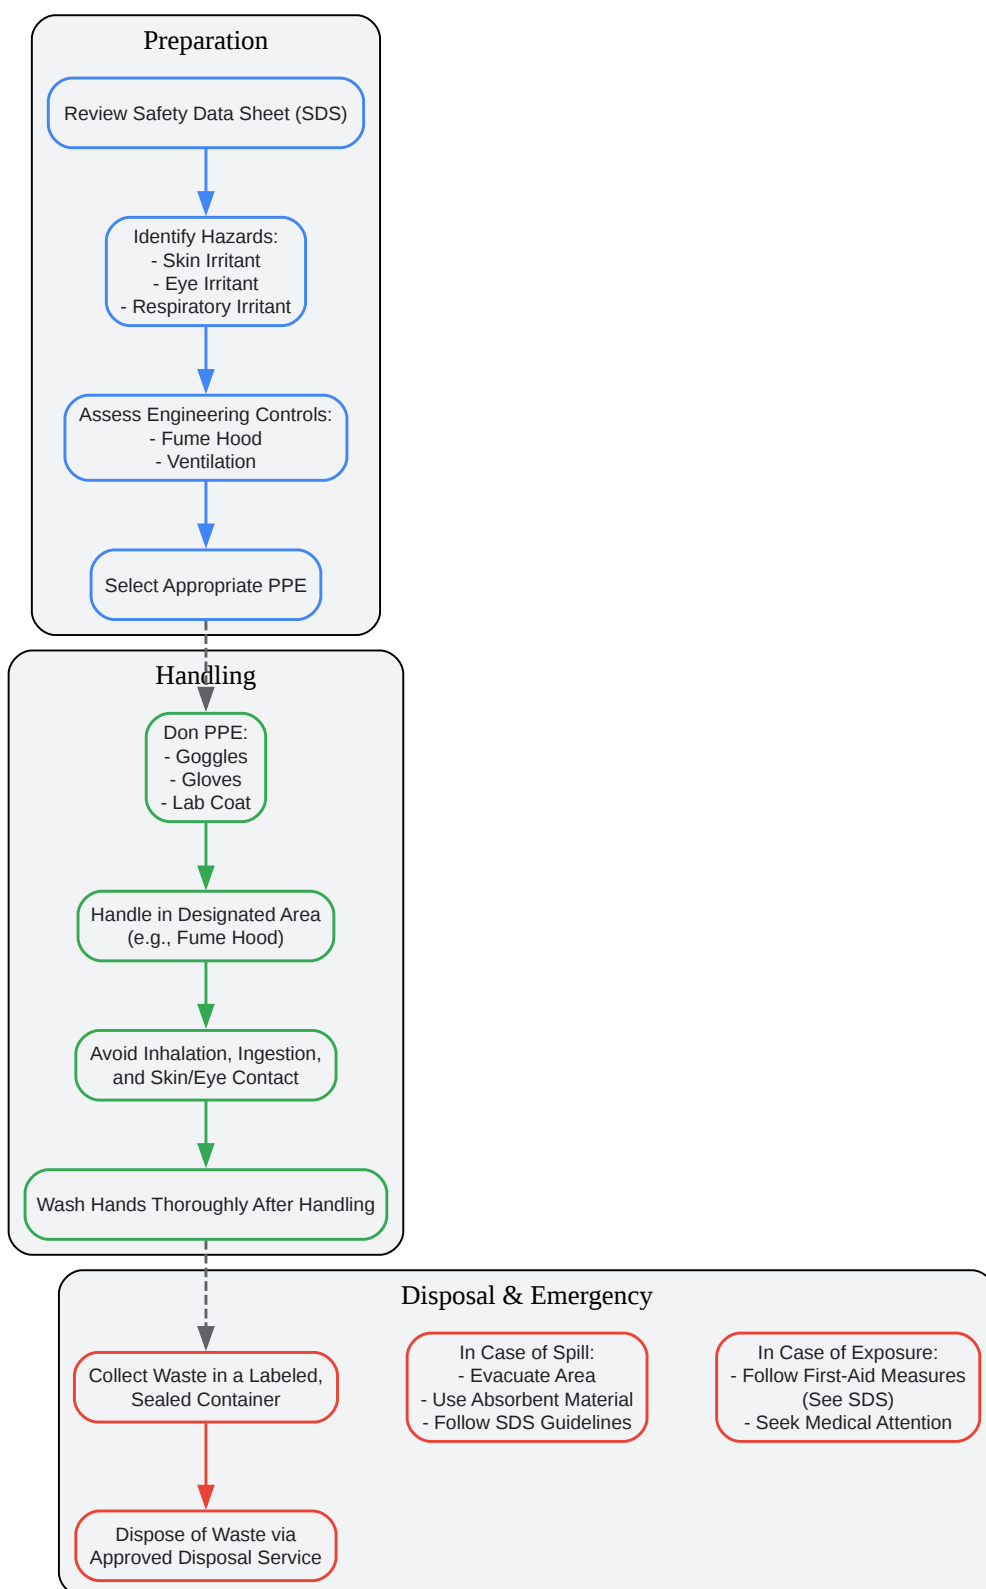 Preparation
Review Safety Data Sheet (SDS)
Identify Hazards:
- Skin Irritant
- Eye Irritant
- Respiratory Irritant
Assess Engineering Controls:
- Fume Hood
- Ventilation
Select Appropriate PPE
Handling
Don PPE:
- Goggles
- Gloves
- Lab Coat
Handle in Designated Area
(e.g., Fume Hood)
Avoid Inhalation, Ingestion,
and Skin/Eye Contact
Wash Hands Thoroughly After Handling
Disposal & Emergency
Collect Waste in a Labeled,
Sealed Container
In Case of Spill:
- Evacuate Area
- Use Absorbent Material
- Follow SDS Guidelines
In Case of Exposure:
- Follow First-Aid Measures
(See SDS)
- Seek Medical Attention
Dispose of Waste via
Approved Disposal Service